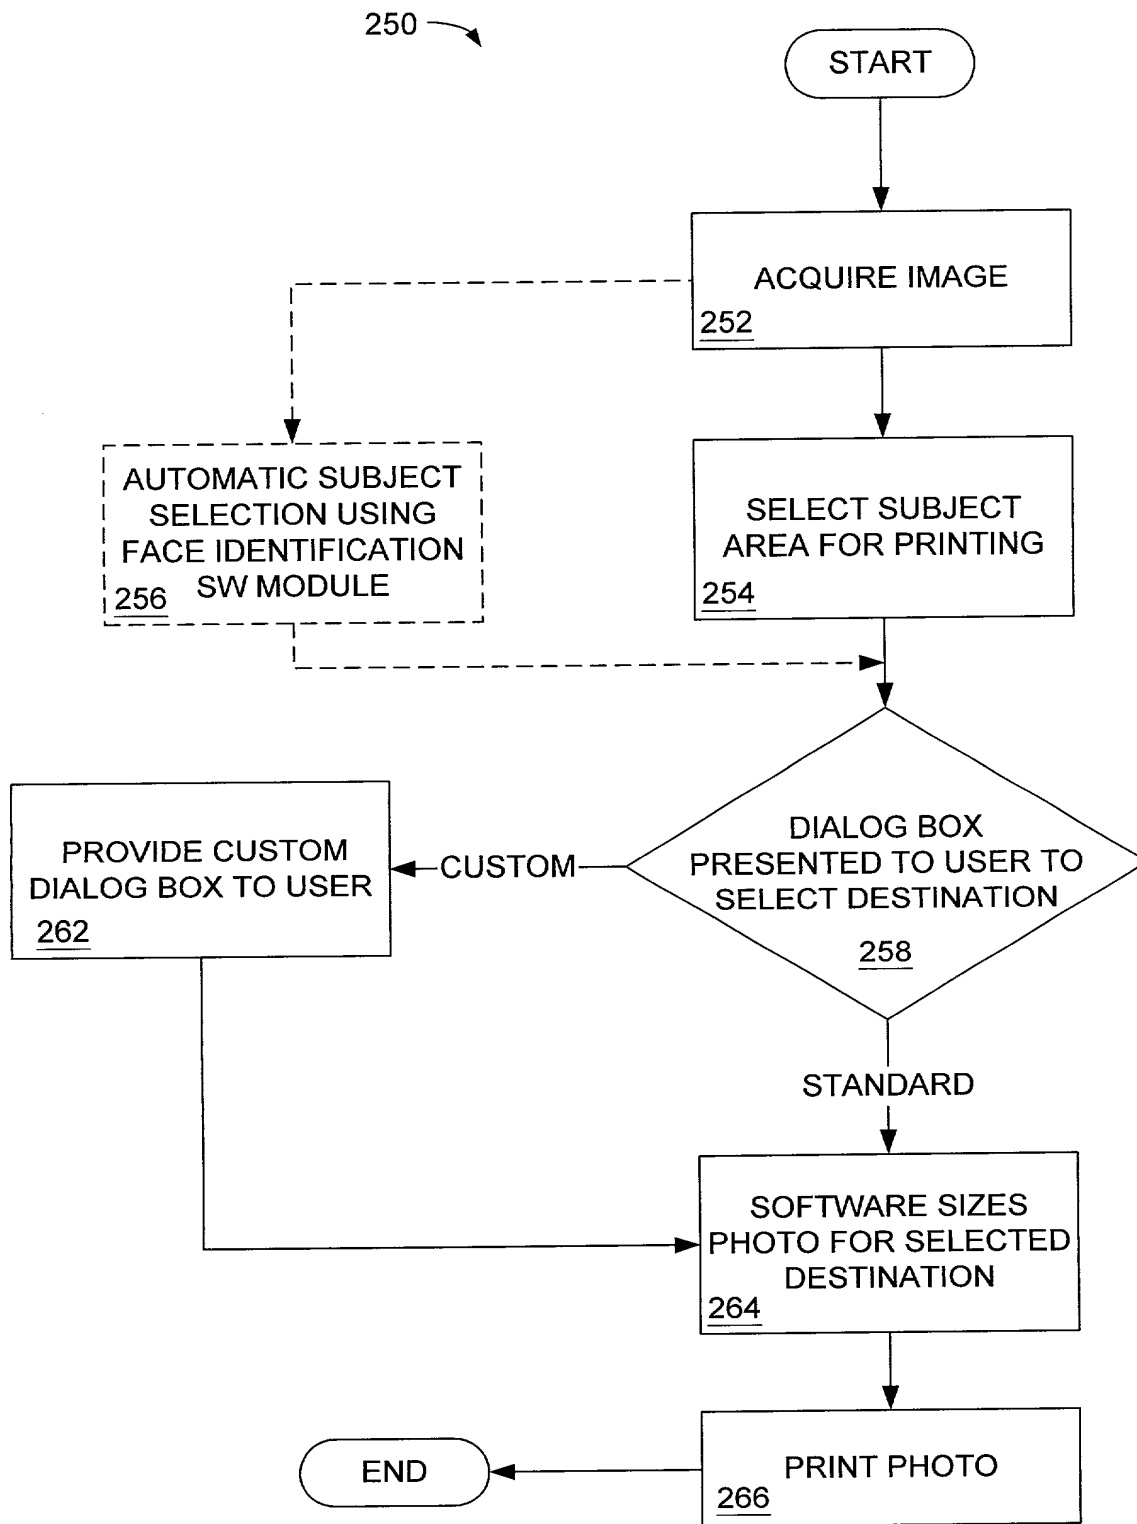 250
START
ACQUIRE IMAGE
252
AUTOMATIC SUBJECT
SELECTION USING
FACE IDENTIFICATION
SW MODULE
256
SELECT SUBJECT
AREA FOR PRINTING
254
DIALOG BOX
PRESENTED TO USER TO
SELECT DESTINATION
258
CUSTOM
PROVIDE CUSTOM
DIALOG BOX TO USER
262
STANDARD
SOFTWARE SIZES
PHOTO FOR SELECTED
DESTINATION
264
PRINT PHOTO
266
END